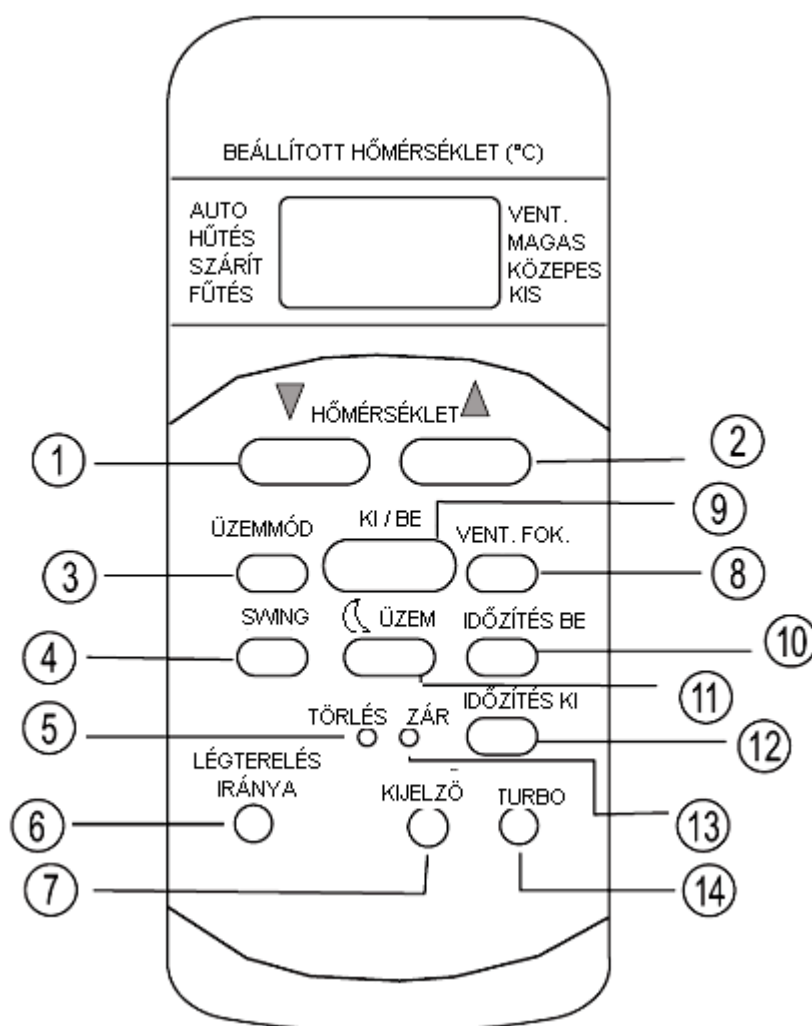 BEÁLLÍTOTT HŐMÉRSÉKLET (°C)
AUTO
HŰTÉS
SZÁRÍT
FŰTÉS
VENT.
MAGAS
KÖZEPES
KIS
HŐMÉRSÉKLET
1
2
KI / BE
9
ÜZEMMÓD
VENT. FOK.
3
8
SWING
ÜZEM
IDŐZÍTÉS BE
4
10
11
IDŐZÍTÉS KI
TÖRLÉS
ZÁR
5
12
LÉGTERELÉS
IRÁNYA
KIJELZŐ
TURBO
6
13
7
14